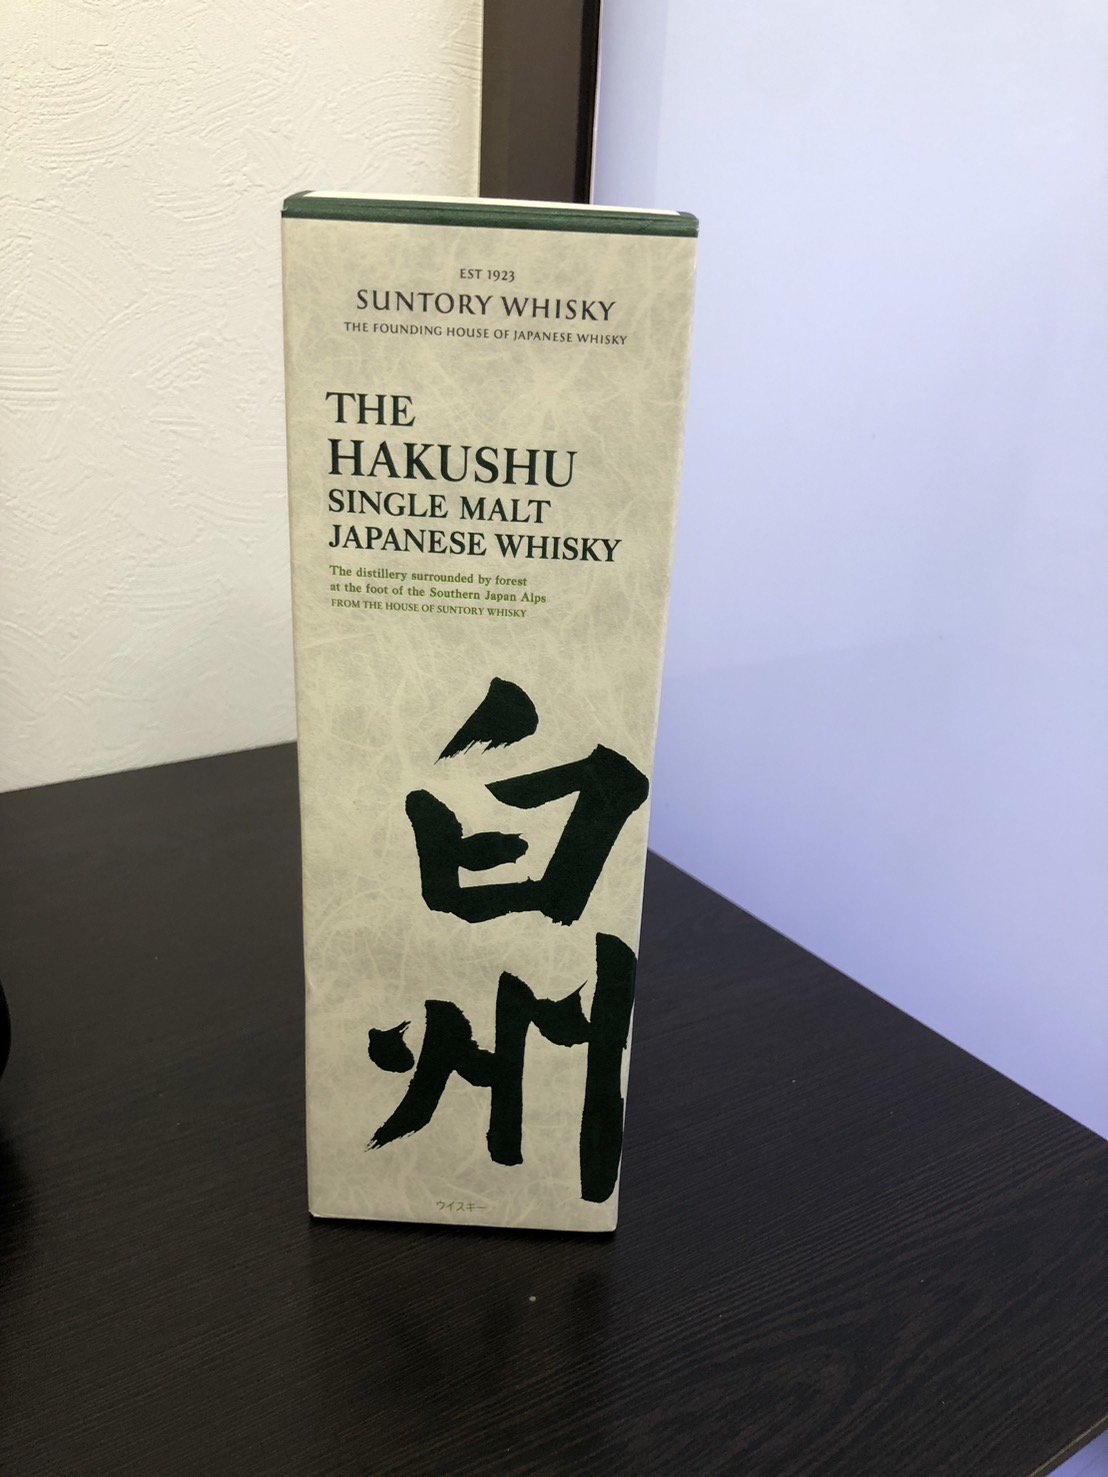 EST 1923
SUNTORY WHISKY
THE FOUNDING HOUSE OF JAPANESE WHISKY
THE
HAKUSHU
SINGLE MALT
JAPANESE WHISKY
The distillery surrounded by forest
at the foot of the Southern Japan Alps
FROM THE HOUSE OF SUNTORY WHISKY
白
州
ウイスキー